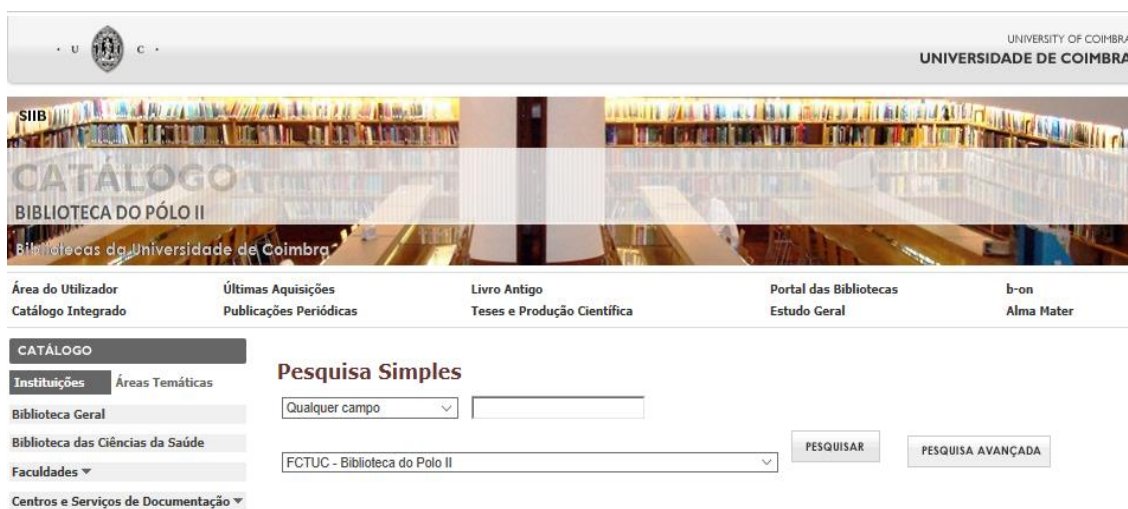 · U C ·
UNIVERSITY OF COIMBRA
UNIVERSIDADE DE COIMBRA
SIIB
CATÁLOGO
BIBLIOTECA DO PÓLO II
Bibliotecas da Universidade de Coimbra
Área do Utilizador Últimas Aquisições Livro Antigo Portal das Bibliotecas b-on
Catálogo Integrado Publicações Periódicas Teses e Produção Científica Estudo Geral Alma Mater
CATÁLOGO
Instituições Áreas Temáticas
Biblioteca Geral
Biblioteca das Ciências da Saúde
Faculdades
Centros e Serviços de Documentação
Pesquisa Simples
Qualquer campo
FCTUC - Biblioteca do Polo II
PESQUISAR PESQUISA AVANÇADA